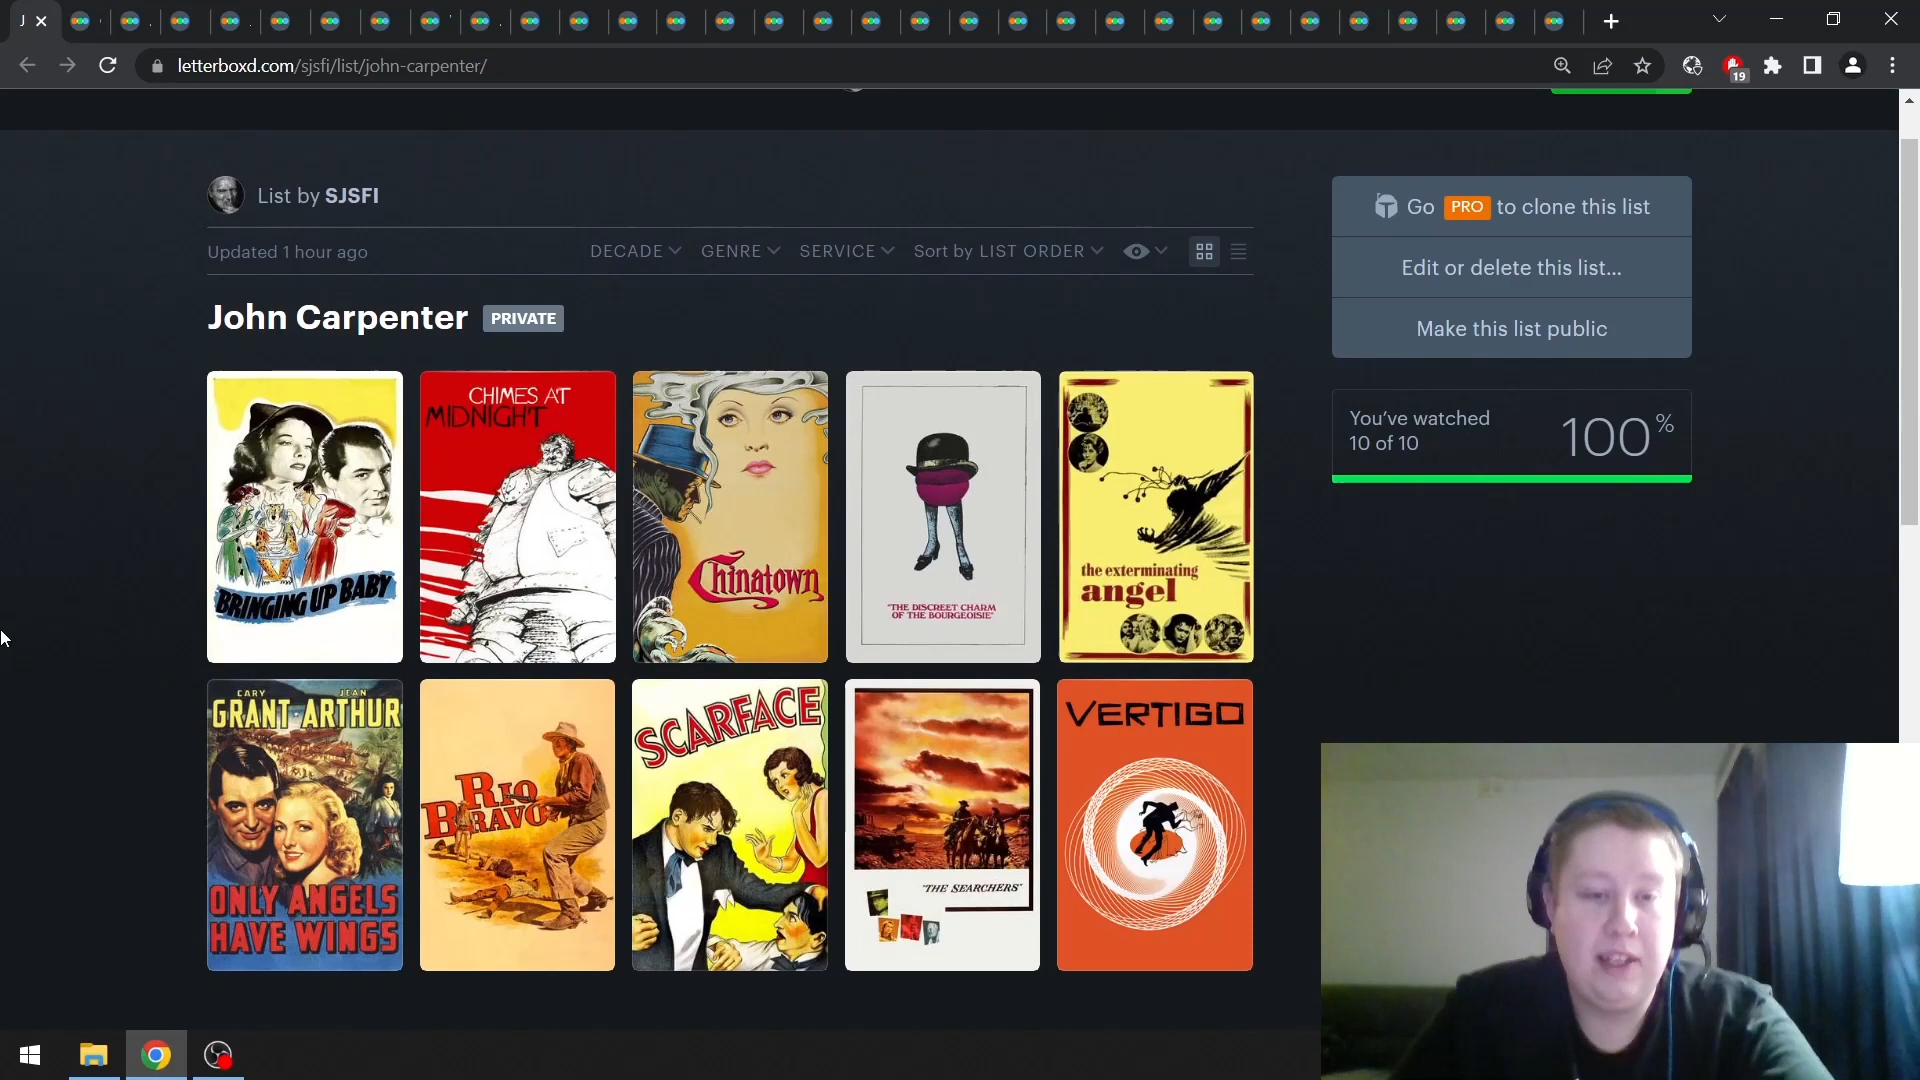 J
letterboxd.com/sjsfi/list/john-carpenter/
19
List by SJSFI
Updated 1 hour ago
DECADE
GENRE
SERVICE
Sort by LIST ORDER
John Carpenter
PRIVATE
Go PRO to clone this list
Edit or delete this list...
Make this list public
You've watched
10 of 10
100%
BRINGING UP BABY
CHIMES AT
MIDNIGHT
Chinatown
"THE DISCREET CHARM
OF THE BOURGEOISIE"
the exterminating
angel
CARY JEAN
GRANT·ARTHUR
ONLY ANGELS
HAVE WINGS
RIO
BRAVO
SCARFACE
"THE SEARCHERS"
VERTIGO